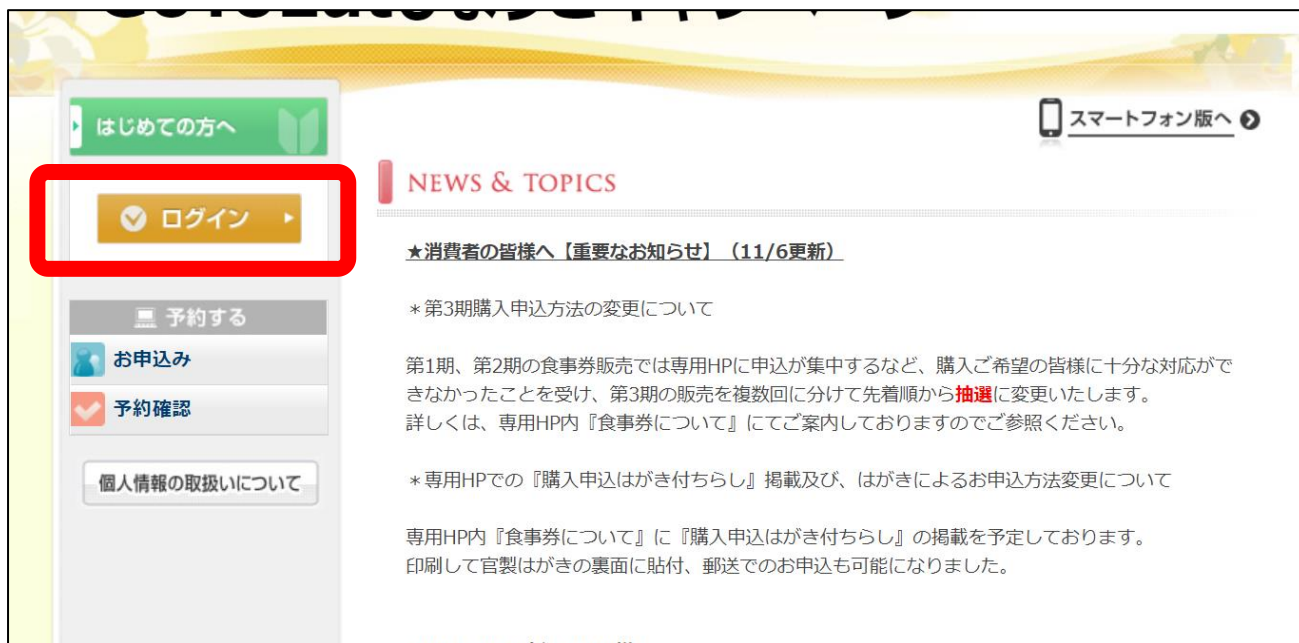 はじめての方へ
スマートフォン版へ
ログイン
NEWS & TOPICS
★消費者の皆様へ【重要なお知らせ】（11/6更新）
予約する
＊第3期購入申込方法の変更について
お申込み
第1期、第2期の食事券販売では専用HPに申込が集中するなど、購入ご希望の皆様に十分な対応がで
きなかったことを受け、第3期の販売を複数回に分けて先着順から抽選に変更いたします。
予約確認
詳しくは、専用HP内『食事券について』にてご案内しておりますのでご参照ください。
個人情報の取扱いについて
＊専用HPでの『購入申込はがき付ちらし』掲載及び、はがきによるお申込方法変更について
専用HP内『食事券について』に『購入申込はがき付ちらし』の掲載を予定しております。
印刷して官製はがきの裏面に貼付、郵送でのお申込も可能になりました。